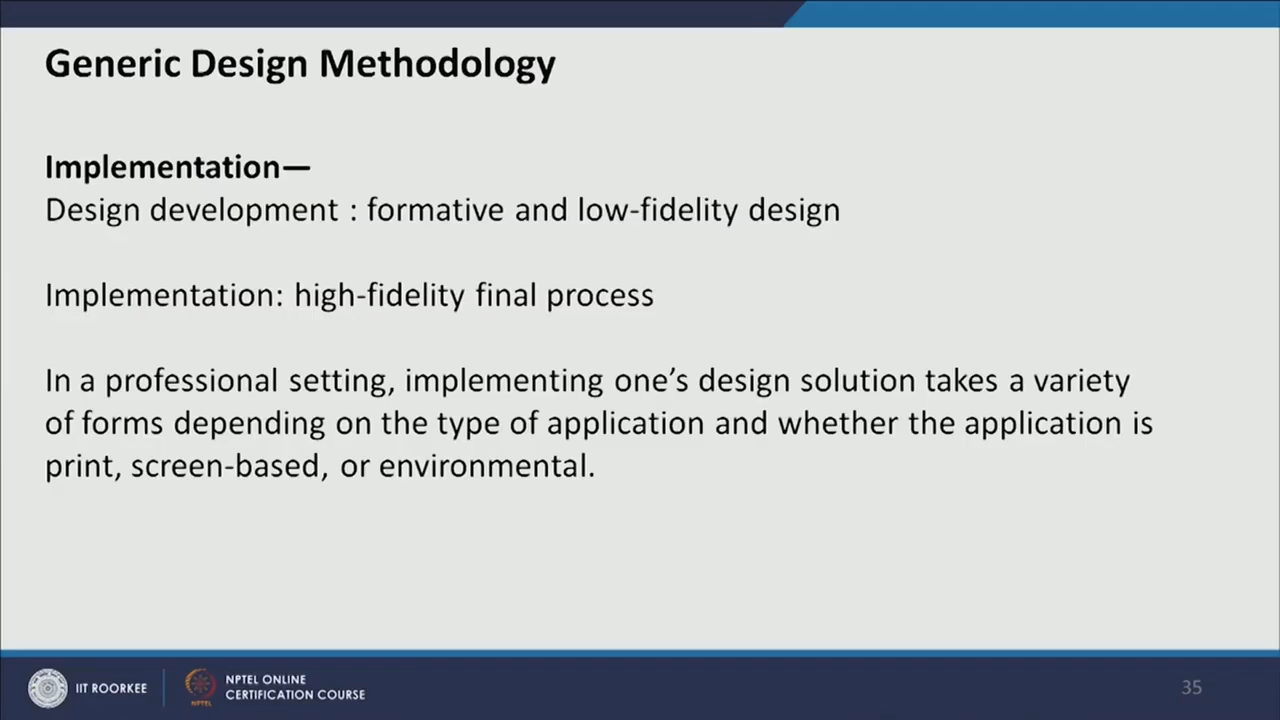 Generic Design Methodology
Implementation—
Design development : formative and low-fidelity design
Implementation: high-fidelity final process
In a professional setting, implementing one’s design solution takes a variety
of forms depending on the type of application and whether the application is
print, screen-based, or environmental.
IIT ROORKEE
NPTEL
NPTEL ONLINE
CERTIFICATION COURSE
35